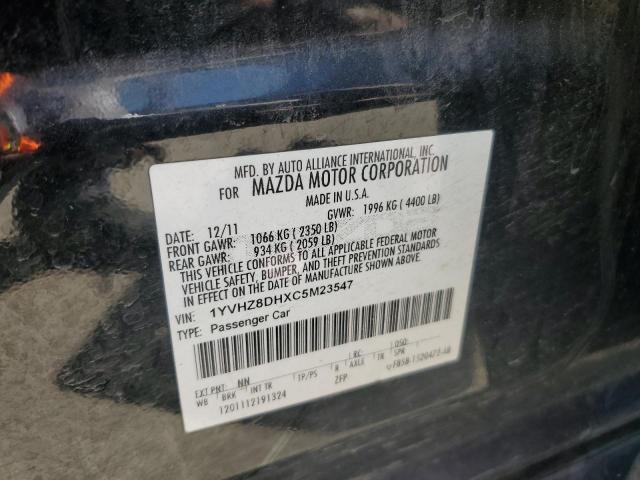 MFD. BY AUTO ALLIANCE INTERNATIONAL, INC.
FOR MAZDA MOTOR CORPORATION
MADE IN U.S.A.
DATE: 12/11 GVWR: 1996 KG ( 4400 LB)
FRONT GAWR: 1066 KG ( 2350 LB)
REAR GAWR: 934 KG ( 2059 LB)
THIS VEHICLE CONFORMS TO ALL APPLICABLE FEDERAL MOTOR
VEHICLE SAFETY, BUMPER, AND THEFT PREVENTION STANDARDS
IN EFFECT ON THE DATE OF MANUFACTURE SHOWN ABOVE.
VIN: 1YVHZ8DHXC5M23547
TYPE: Passenger Car
EXT PNT: NN RC DSO:
WB BRK INT TR TP/PS R AXLE TR SPR
ZFP
1201112191324